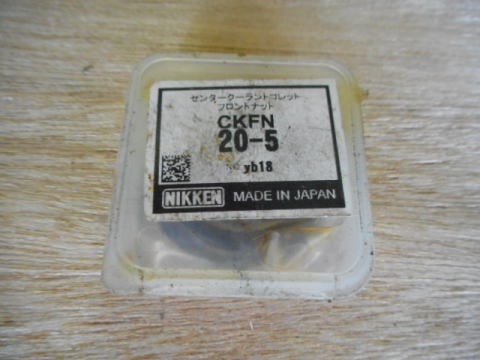 センタークーラントコレット
フロントナット
CKFN
20-5
NO yb18
NIKKEN MADE IN JAPAN